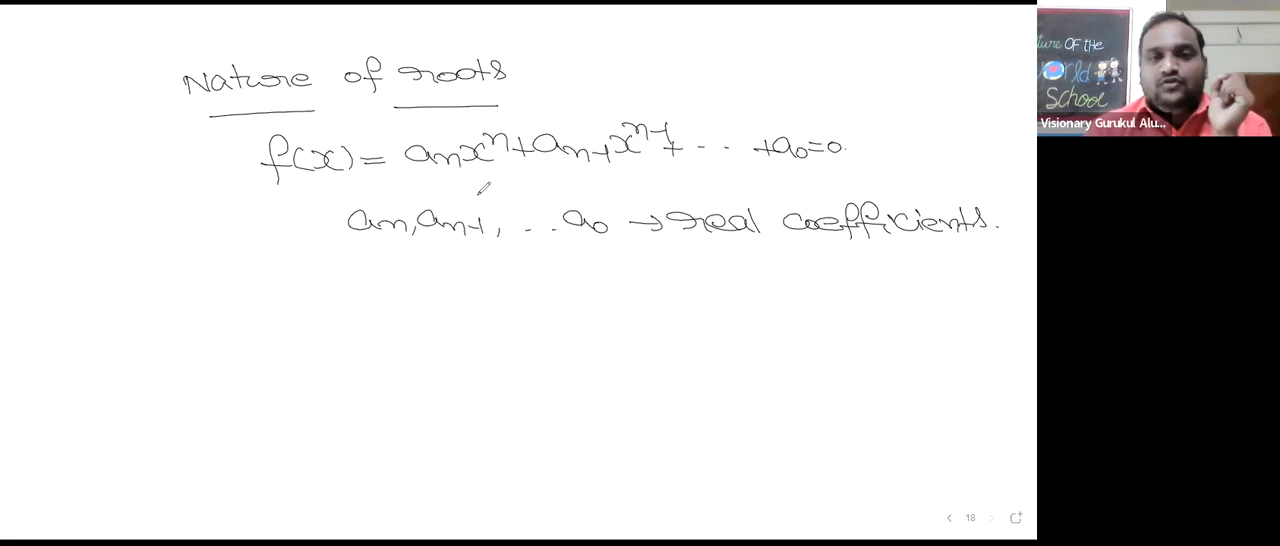 Nature of roots
f(x) = aₙxⁿ + aₙ₋₁xⁿ⁻¹ + ... + a₀ = 0.
aₙ, aₙ₋₁, ... a₀ → real coefficients.
ture OF tHe
orld
School
Visionary Gurukul Alu...
18